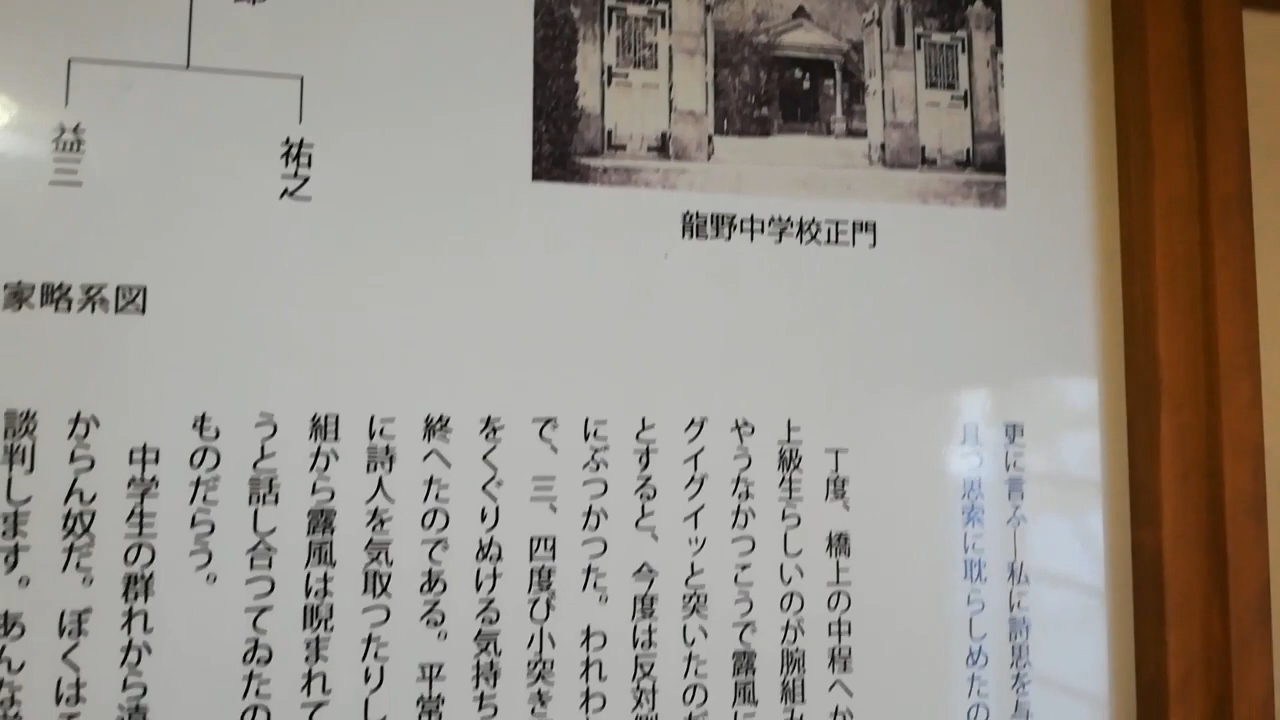 祐之
益三
家略系図
龍野中学校正門
更に言ふ―私に詩思を与
且つ思索に耽らしめたの
丁度、橋上の中程へか
上級生らしいのが腕組み
やうなかつこうで露風に
グイグイッと突いたのだ
とすると、今度は反対側
にぶつかつた。われわ
で、三、四度び小突き
をくぐりぬける気持ち
終へたのである。平常
に詩人を気取つたりし
組から露風は睨まれて
うと話し合つてゐたの
ものだらう。
中学生の群れから遠
からん奴だ。ぼくは
談判します。あんな